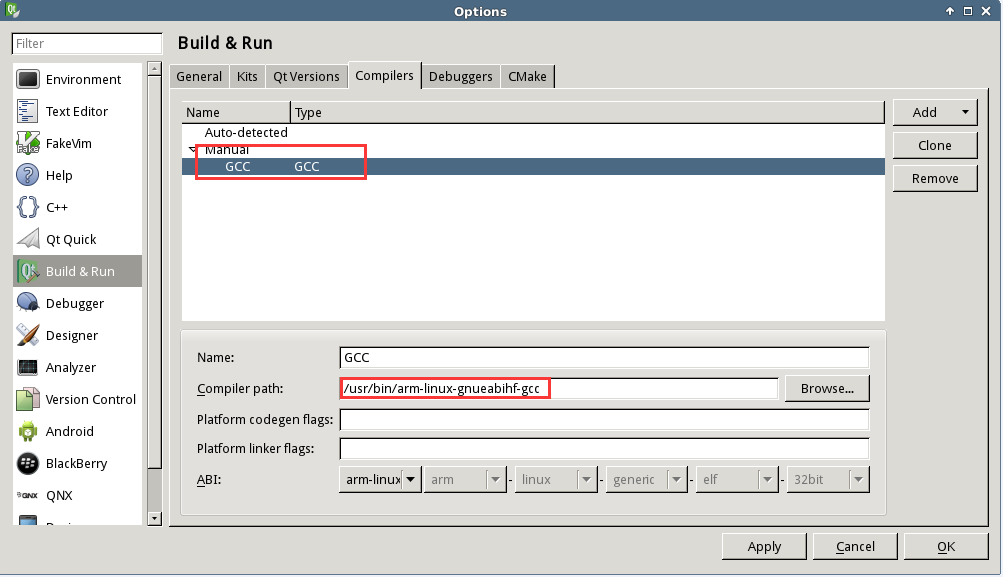 Options
Filter
Build & Run
Environment
Text Editor
FakeVim
Help
C++
Qt Quick
Build & Run
Debugger
Designer
Analyzer
Version Control
Android
BlackBerry
QNX
General Kits Qt Versions Compilers Debuggers CMake
Name Type
Auto-detected
Manual
GCC GCC
Add
Clone
Remove
Name: GCC
Compiler path: /usr/bin/arm-linux-gnueabihf-gcc Browse...
Platform codegen flags:
Platform linker flags:
ABI: arm-linux arm - linux - generic - elf - 32bit
Apply Cancel OK